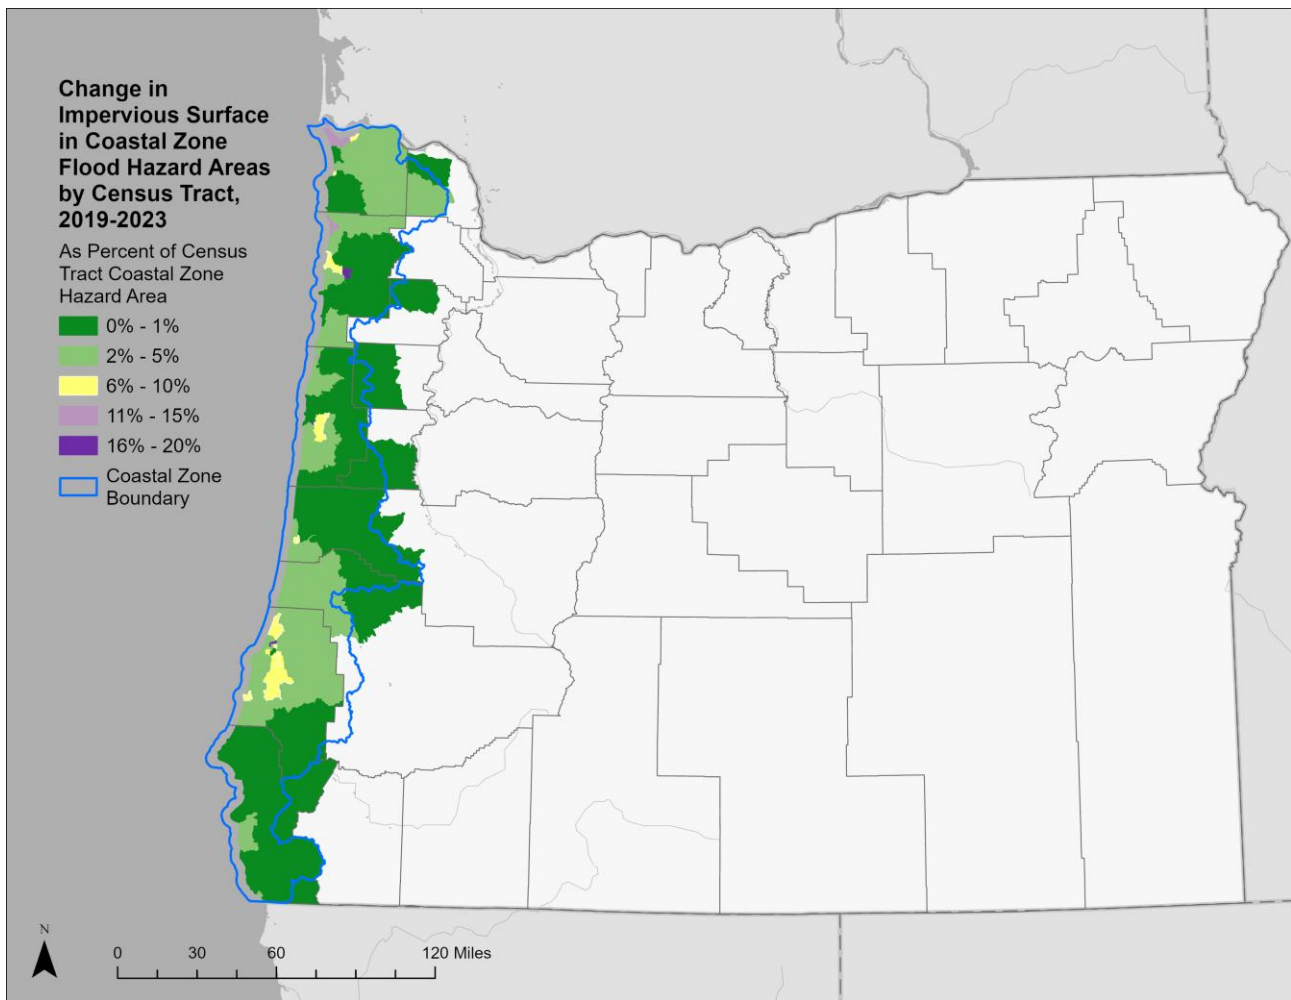 Change in
Impervious Surface
in Coastal Zone
Flood Hazard Areas
by Census Tract,
2019-2023
As Percent of Census
Tract Coastal Zone
Hazard Area
0% - 1%
2% - 5%
6% - 10%
11% - 15%
16% - 20%
Coastal Zone
Boundary
N
0 30 60 120 Miles